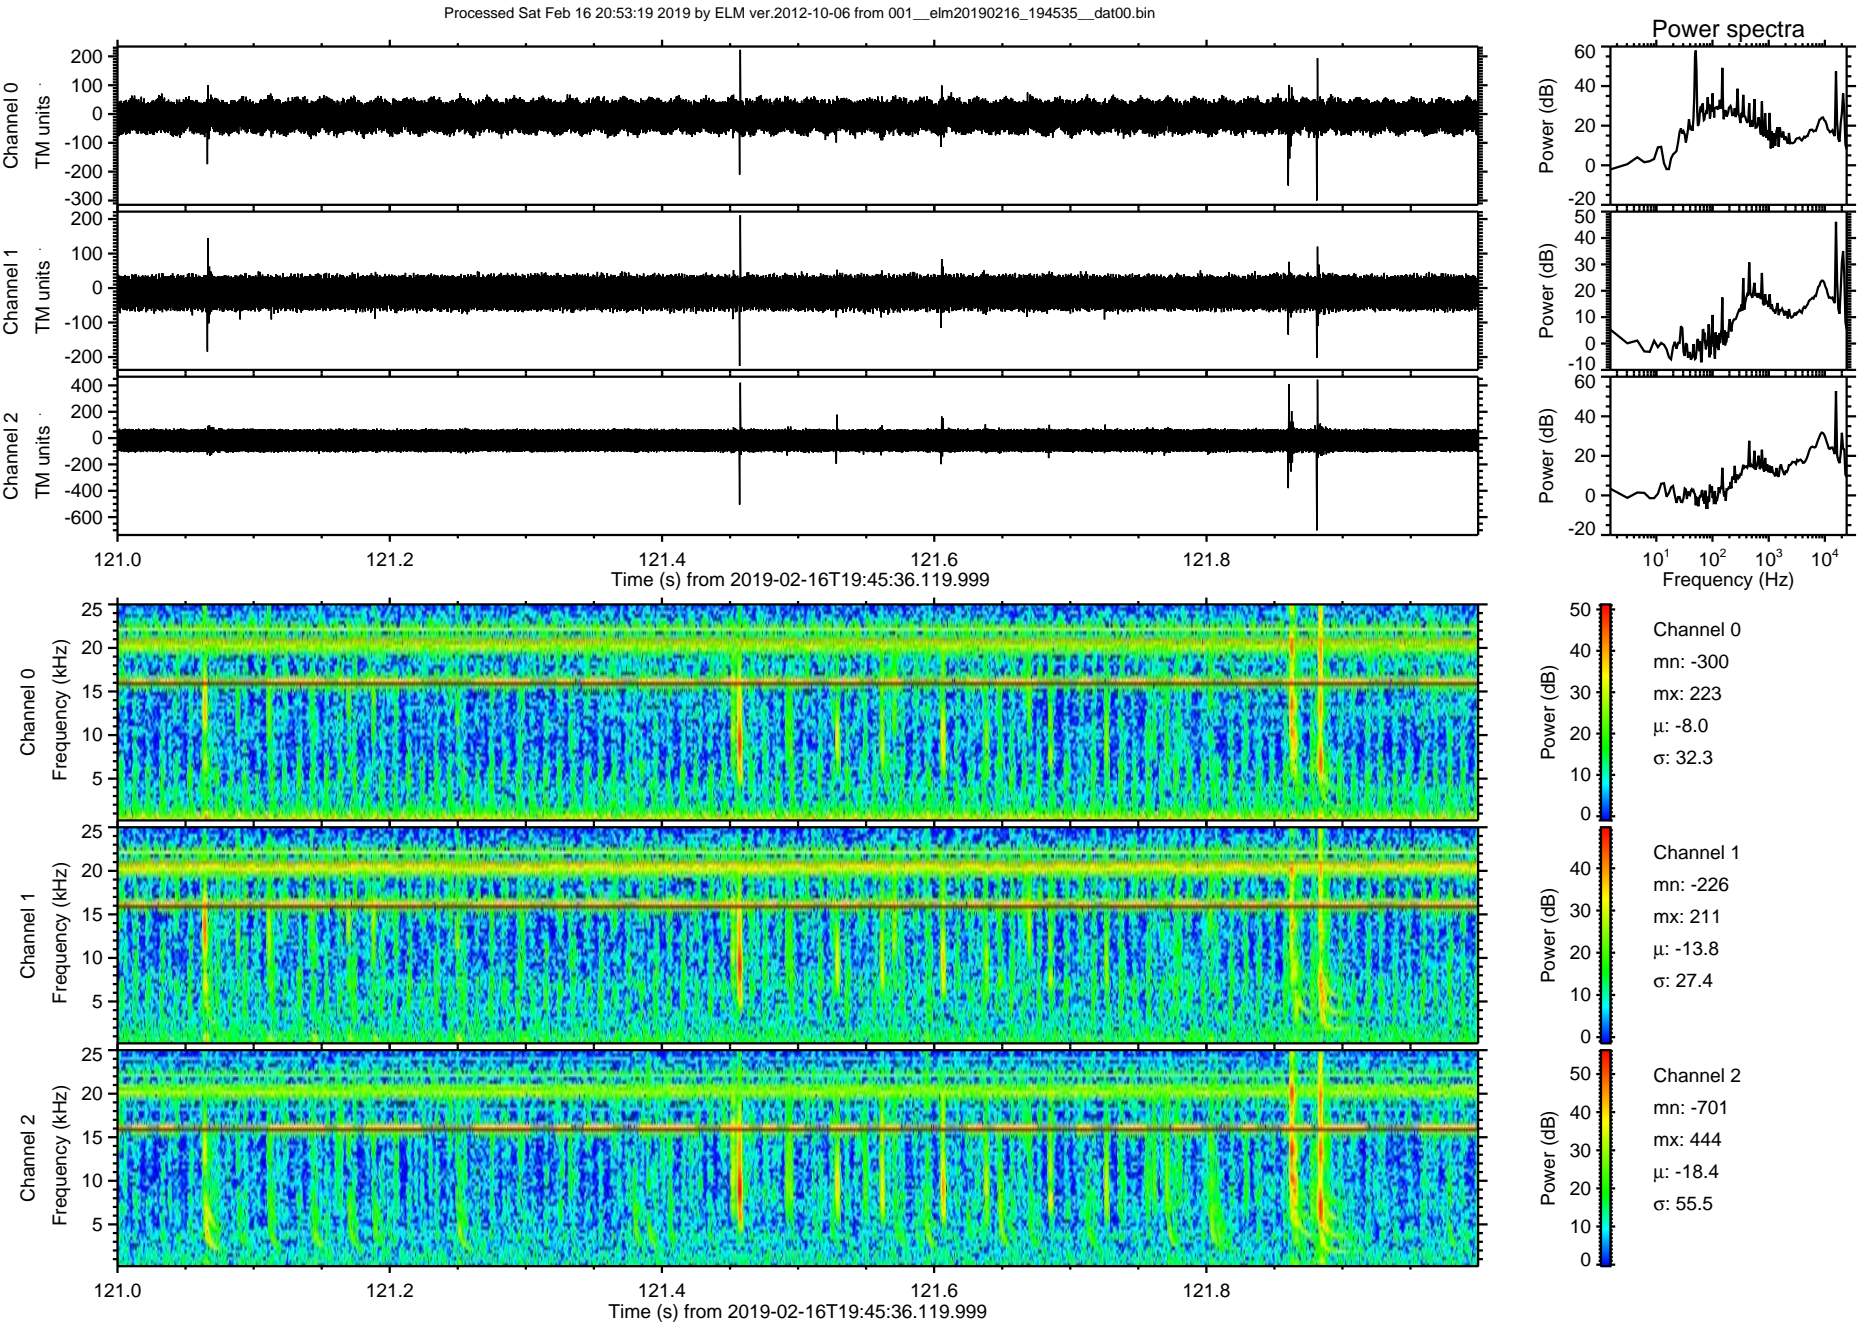 Processed Sat Feb 16 20:53:19 2019 by ELM ver.2012-10-06 from 001__elm20190216_194535__dat00.bin
Power spectra
Channel 0
TM units
200
100
0
-100
-200
-300
Power (dB)
60
40
20
0
-20
Channel 1
TM units
200
100
0
-100
-200
Power (dB)
50
40
30
20
10
0
-10
Channel 2
TM units
400
200
0
-200
-400
-600
Power (dB)
60
40
20
0
-20
121.0 121.2 121.4 121.6 121.8
Time (s) from 2019-02-16T19:45:36.119.999
10^1 10^2 10^3 10^4
Frequency (Hz)
Channel 0
Frequency (kHz)
25
20
15
10
5
Power (dB)
50
40
30
20
10
0
Channel 0
mn: -300
mx: 223
μ: -8.0
σ: 32.3
Channel 1
Frequency (kHz)
25
20
15
10
5
Power (dB)
40
30
20
10
0
Channel 1
mn: -226
mx: 211
μ: -13.8
σ: 27.4
Channel 2
Frequency (kHz)
25
20
15
10
5
Power (dB)
50
40
30
20
10
0
Channel 2
mn: -701
mx: 444
μ: -18.4
σ: 55.5
121.0 121.2 121.4 121.6 121.8
Time (s) from 2019-02-16T19:45:36.119.999